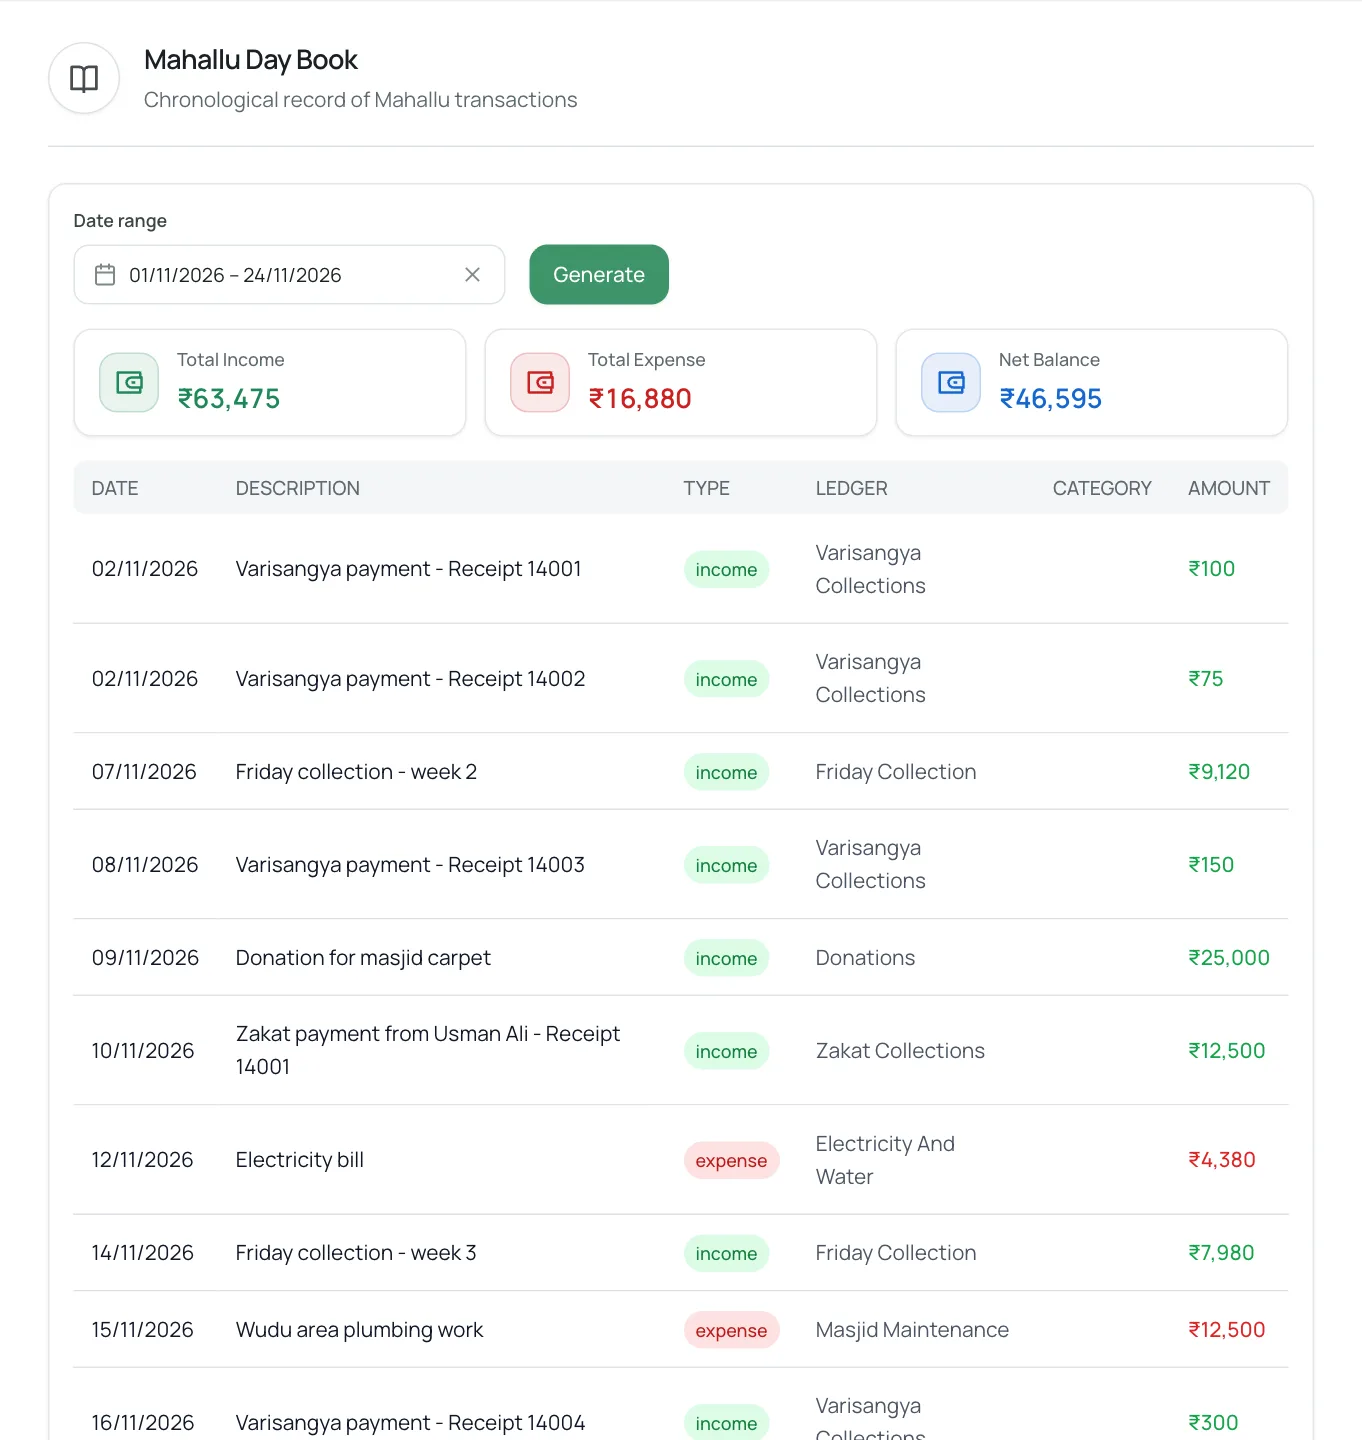 Mahallu Day Book
Chronological record of Mahallu transactions
Date range
01/11/2026 – 24/11/2026
Generate
Total Income
₹63,475
Total Expense
₹16,880
Net Balance
₹46,595
DATE DESCRIPTION TYPE LEDGER CATEGORY AMOUNT
02/11/2026 Varisangya payment - Receipt 14001 income Varisangya Collections ₹100
02/11/2026 Varisangya payment - Receipt 14002 income Varisangya Collections ₹75
07/11/2026 Friday collection - week 2 income Friday Collection ₹9,120
08/11/2026 Varisangya payment - Receipt 14003 income Varisangya Collections ₹150
09/11/2026 Donation for masjid carpet income Donations ₹25,000
10/11/2026 Zakat payment from Usman Ali - Receipt 14001 income Zakat Collections ₹12,500
12/11/2026 Electricity bill expense Electricity And Water ₹4,380
14/11/2026 Friday collection - week 3 income Friday Collection ₹7,980
15/11/2026 Wudu area plumbing work expense Masjid Maintenance ₹12,500
16/11/2026 Varisangya payment - Receipt 14004 income Varisangya Collections ₹300